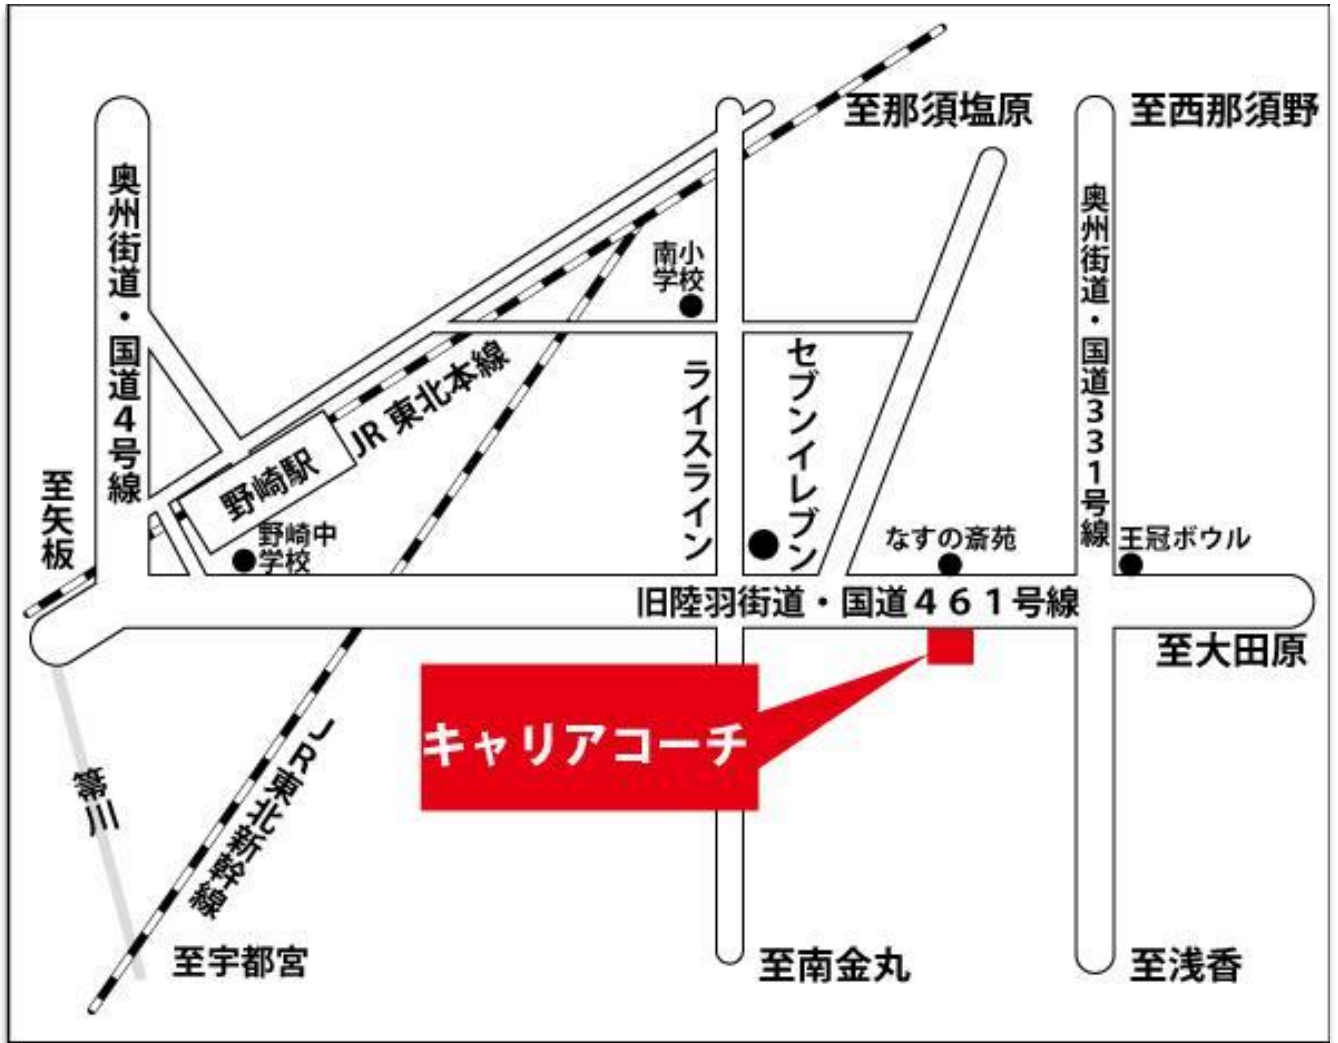 至那須塩原
至西那須野
奥州街道・国道４号線
奥州街道・国道３３１号線
南小
学校
JR 東北本線
ライスライン
セブンイレブン
野崎駅
至矢板
野崎中
学校
なすの斎苑
王冠ボウル
旧陸羽街道・国道４６１号線
至大田原
キャリアコーチ
JR東北新幹線
箒川
至宇都宮
至南金丸
至浅香